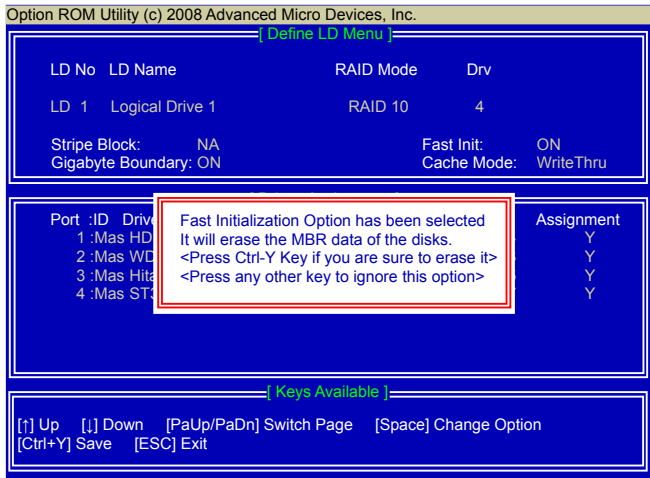 Option ROM Utility (c) 2008 Advanced Micro Devices, Inc.
[ Define LD Menu ]
LD No LD Name RAID Mode Drv
LD 1 Logical Drive 1 RAID 10 4
Stripe Block: NA Fast Init: ON
Gigabyte Boundary: ON Cache Mode: WriteThru
Port :ID Drive Assignment
1 :Mas HD Y
2 :Mas WD Y
3 :Mas Hita Y
4 :Mas ST3 Y
Fast Initialization Option has been selected
It will erase the MBR data of the disks.
<Press Ctrl-Y Key if you are sure to erase it>
<Press any other key to ignore this option>
[ Keys Available ]
[↑] Up [↓] Down [PaUp/PaDn] Switch Page [Space] Change Option
[Ctrl+Y] Save [ESC] Exit